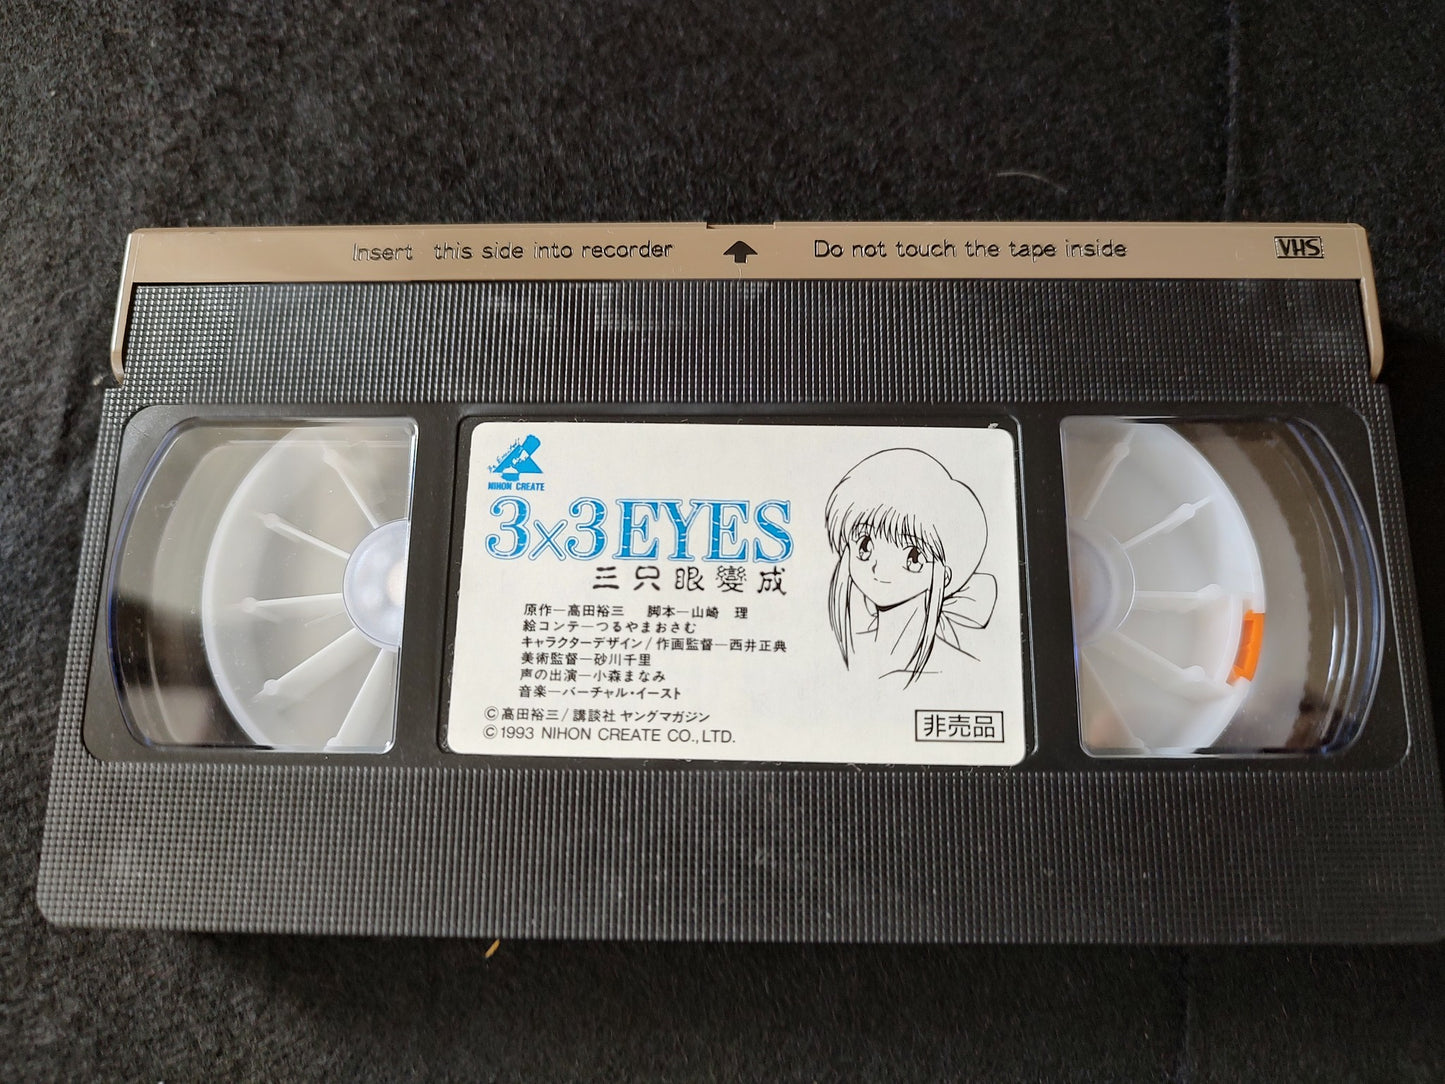 Insert this side into recorder
Do not touch the tape inside
VHS
NIHON CREATE
3×3EYES
三只眼變成
原作―高田裕三 脚本―山崎 理
絵コンテ―つるやまおさむ
キャラクターデザイン/作画監督―西井正典
美術監督―砂川千里
声の出演―小森まなみ
音楽―バーチャル・イースト
©高田裕三/講談社 ヤングマガジン
©1993 NIHON CREATE CO.,LTD.
非売品